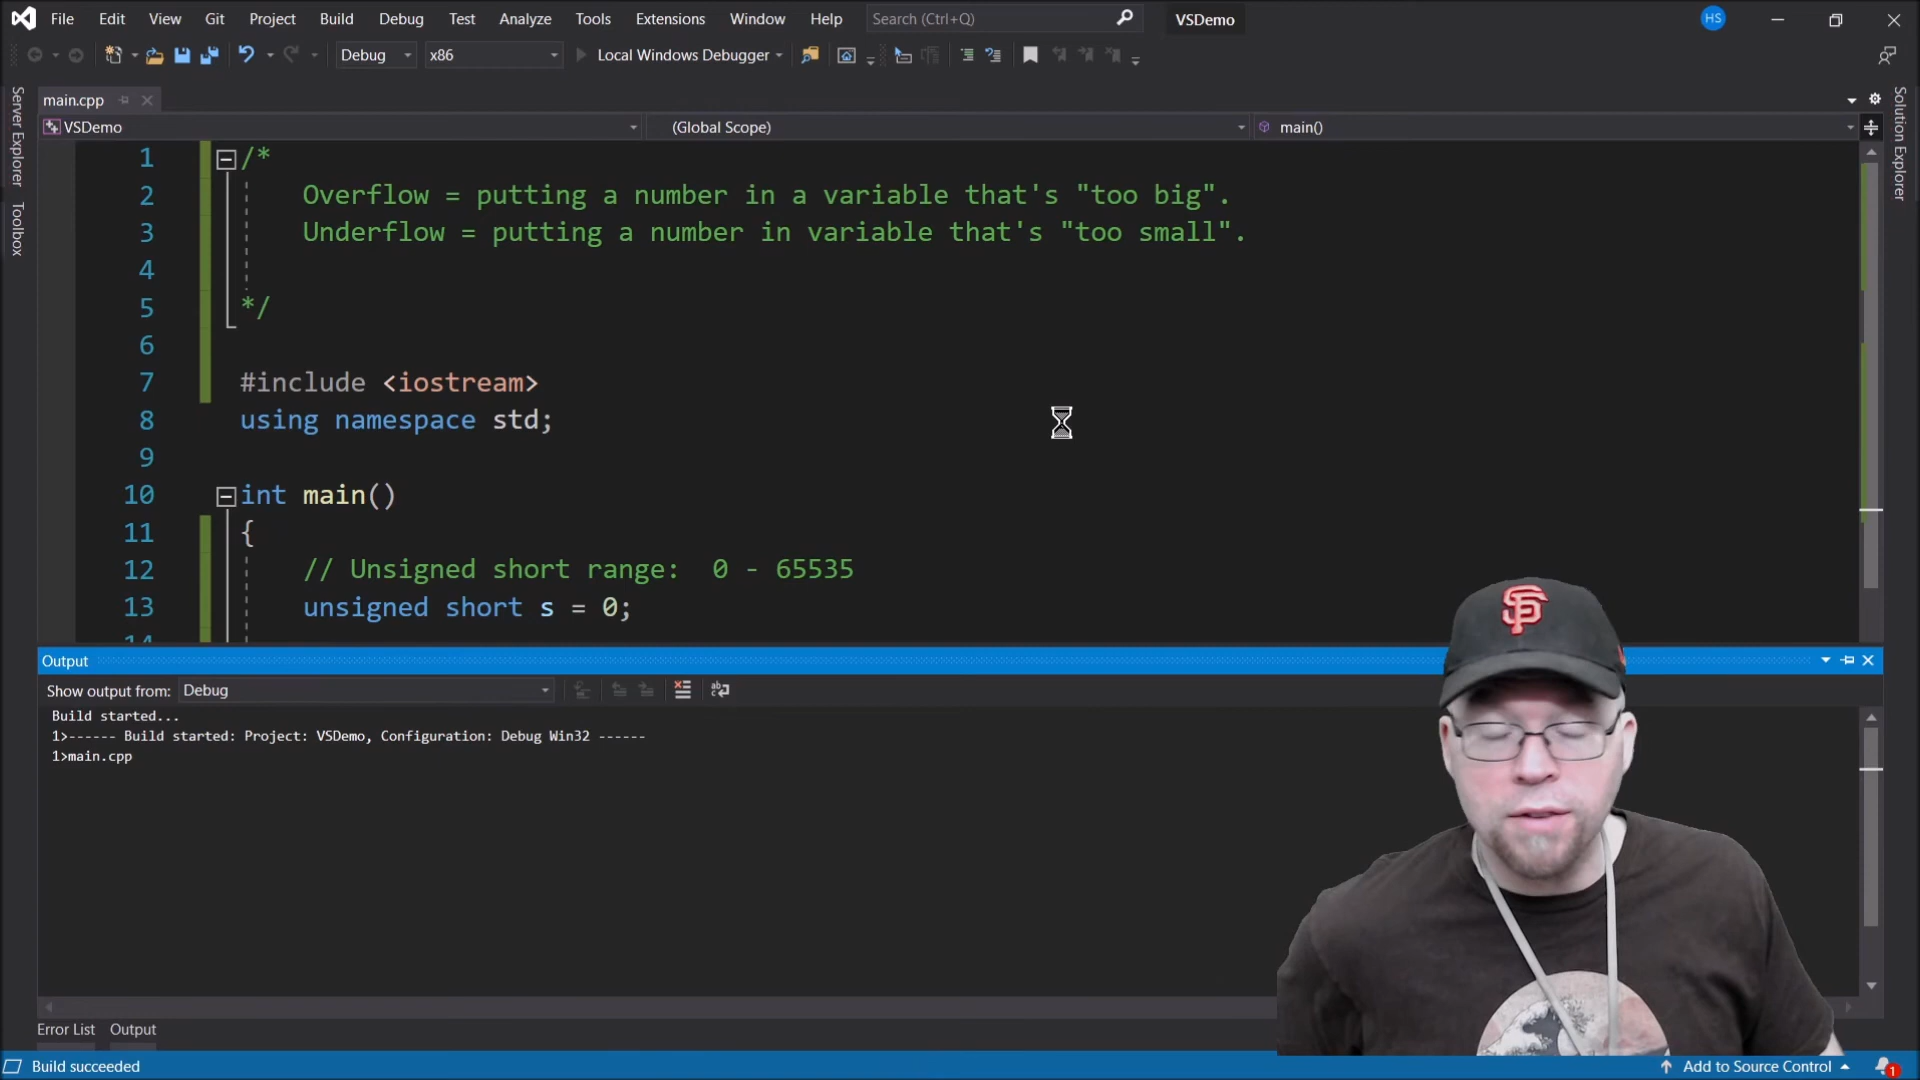 File Edit View Git Project Build Debug Test Analyze Tools Extensions Window Help Search (Ctrl+Q) VSDemo HS
Debug x86 Local Windows Debugger
main.cpp
VSDemo (Global Scope) main()
Server Explorer
Toolbox
Solution Explorer
1 /*
2 Overflow = putting a number in a variable that's "too big".
3 Underflow = putting a number in variable that's "too small".
4
5 */
6
7 #include <iostream>
8 using namespace std;
9
10 int main()
11 {
12 // Unsigned short range:  0 - 65535
13 unsigned short s = 0;
14
Output
Show output from: Debug
Build started...
1>------ Build started: Project: VSDemo, Configuration: Debug Win32 ------
1>main.cpp
SF
Error List Output
Build succeeded Add to Source Control 1